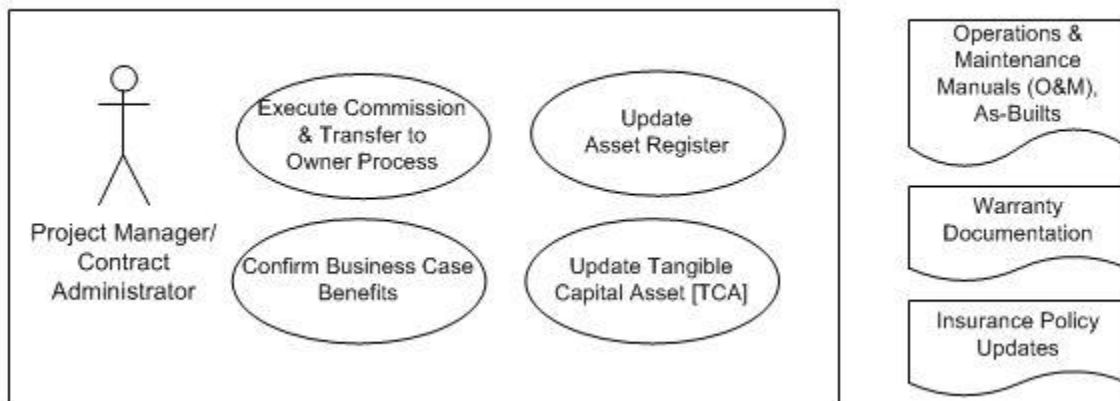 Project Manager/
Contract
Administrator
Execute Commission
& Transfer to
Owner Process
Update
Asset Register
Confirm Business Case
Benefits
Update Tangible
Capital Asset [TCA]
Operations &
Maintenance
Manuals (O&M),
As-Builts
Warranty
Documentation
Insurance Policy
Updates